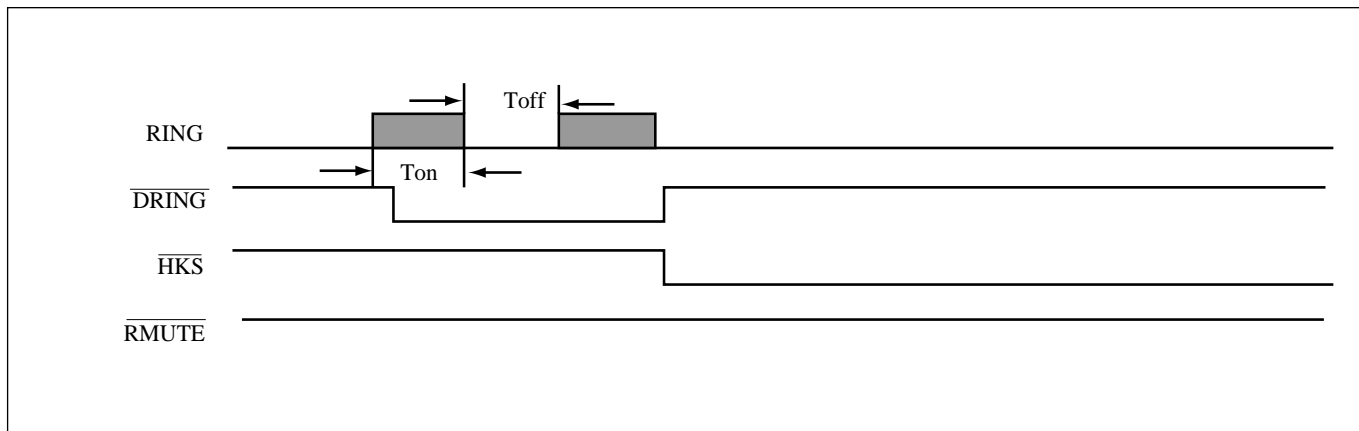 Toff
RING
Ton
DRING
HKS
RMUTE